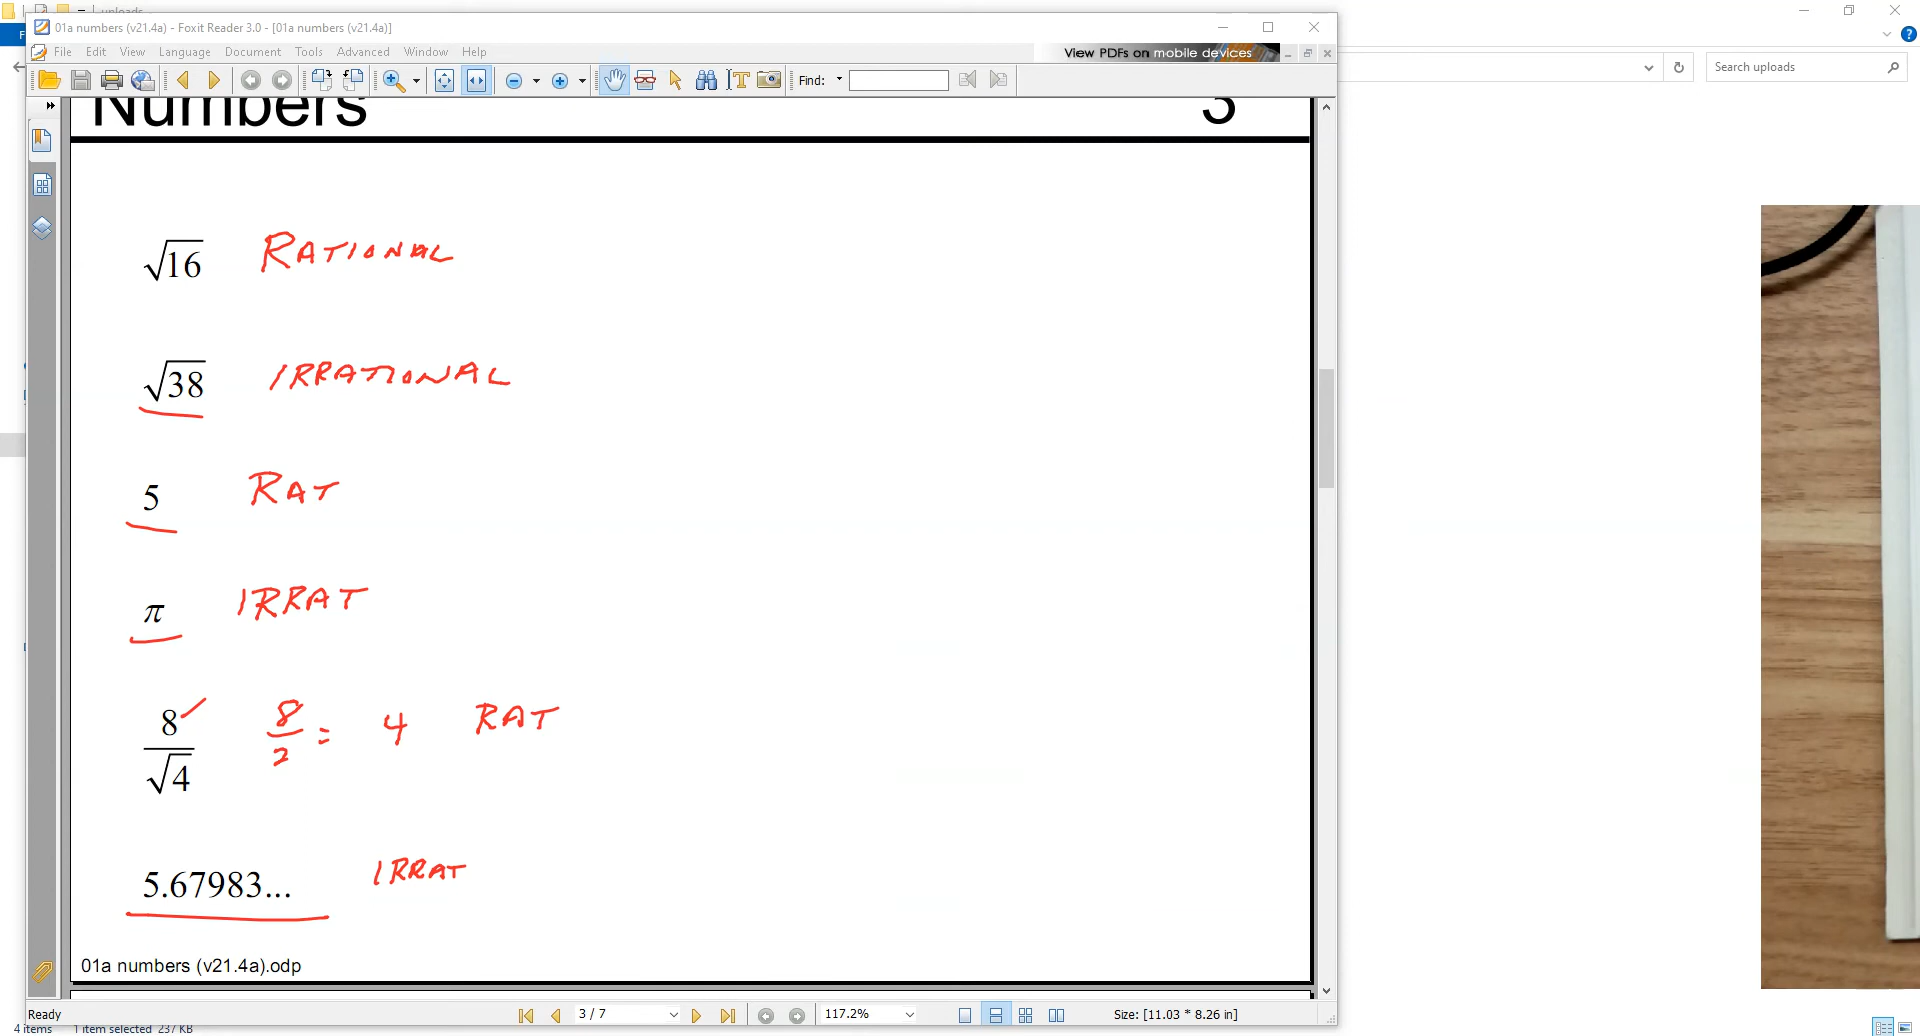 uploads
01a numbers (v21.4a) - Foxit Reader 3.0 - [01a numbers (v21.4a)]
File Edit View Language Document Tools Advanced Window Help
View PDFs on mobile devices
Find:
Search uploads
Numbers 3
√16 RATIONAL
√38 IRRATIONAL
5 RAT
π IRRAT
8/√4 8/2 = 4 RAT
5.67983... IRRAT
01a numbers (v21.4a).odp
Ready 3 / 7 117.2% Size: [11.03 * 8.26 in]
4 items 1 item selected 237 KB